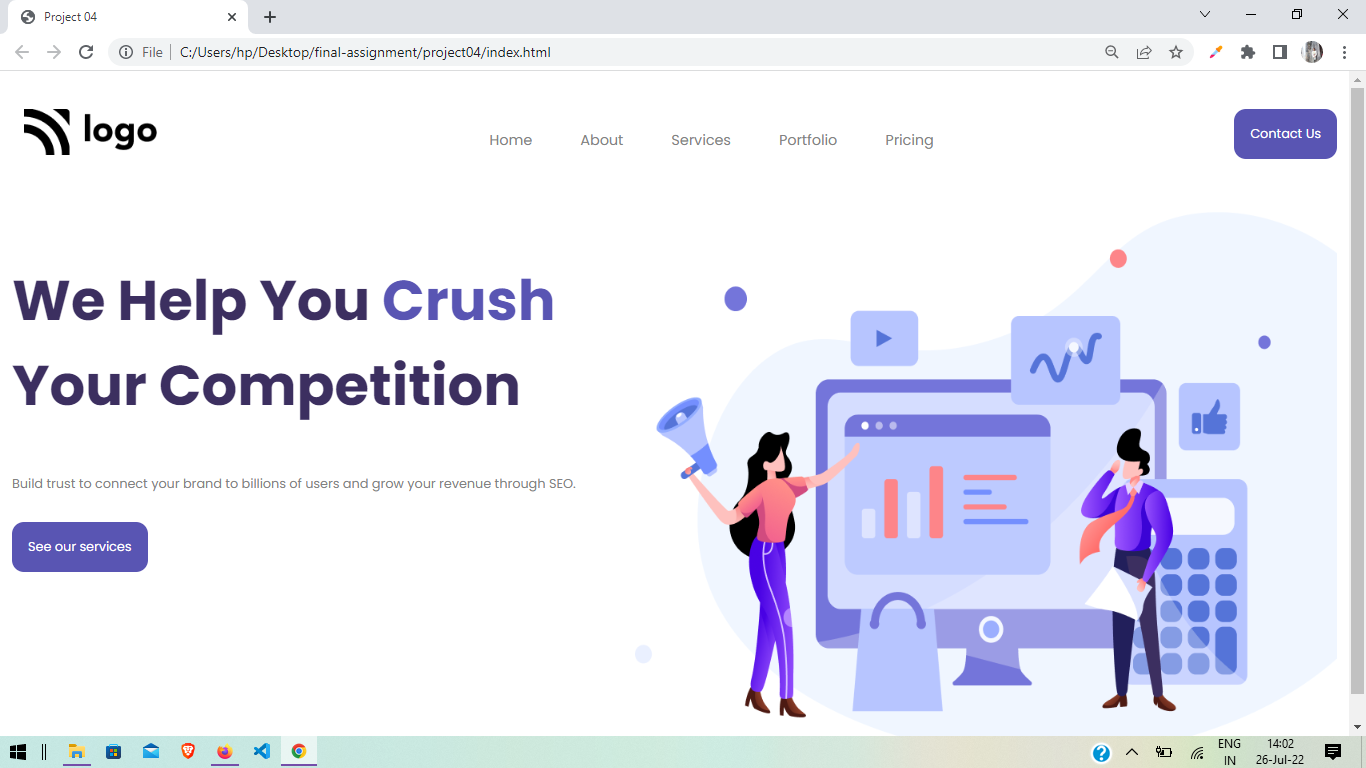 Project 04
File
C:/Users/hp/Desktop/final-assignment/project04/index.html
logo
Home
About
Services
Portfolio
Pricing
Contact Us
We Help You Crush
Your Competition
Build trust to connect your brand to billions of users and grow your revenue through SEO.
See our services
ENG
IN
14:02
26-Jul-22